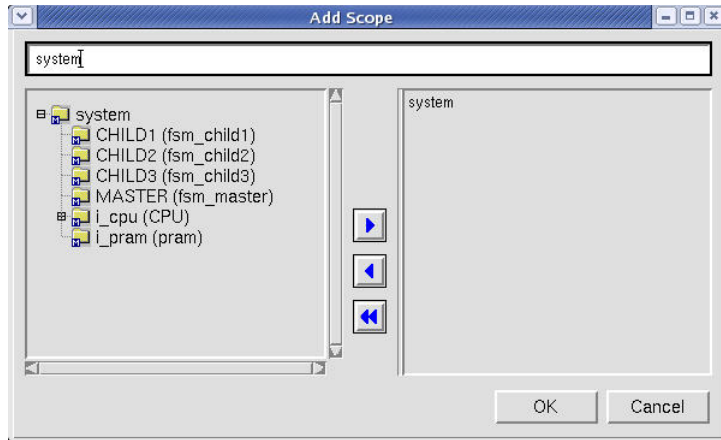 Add Scope
system
system
CHILD1 (fsm_child1)
CHILD2 (fsm_child2)
CHILD3 (fsm_child3)
MASTER (fsm_master)
i_cpu (CPU)
i_pram (pram)
system
OK
Cancel